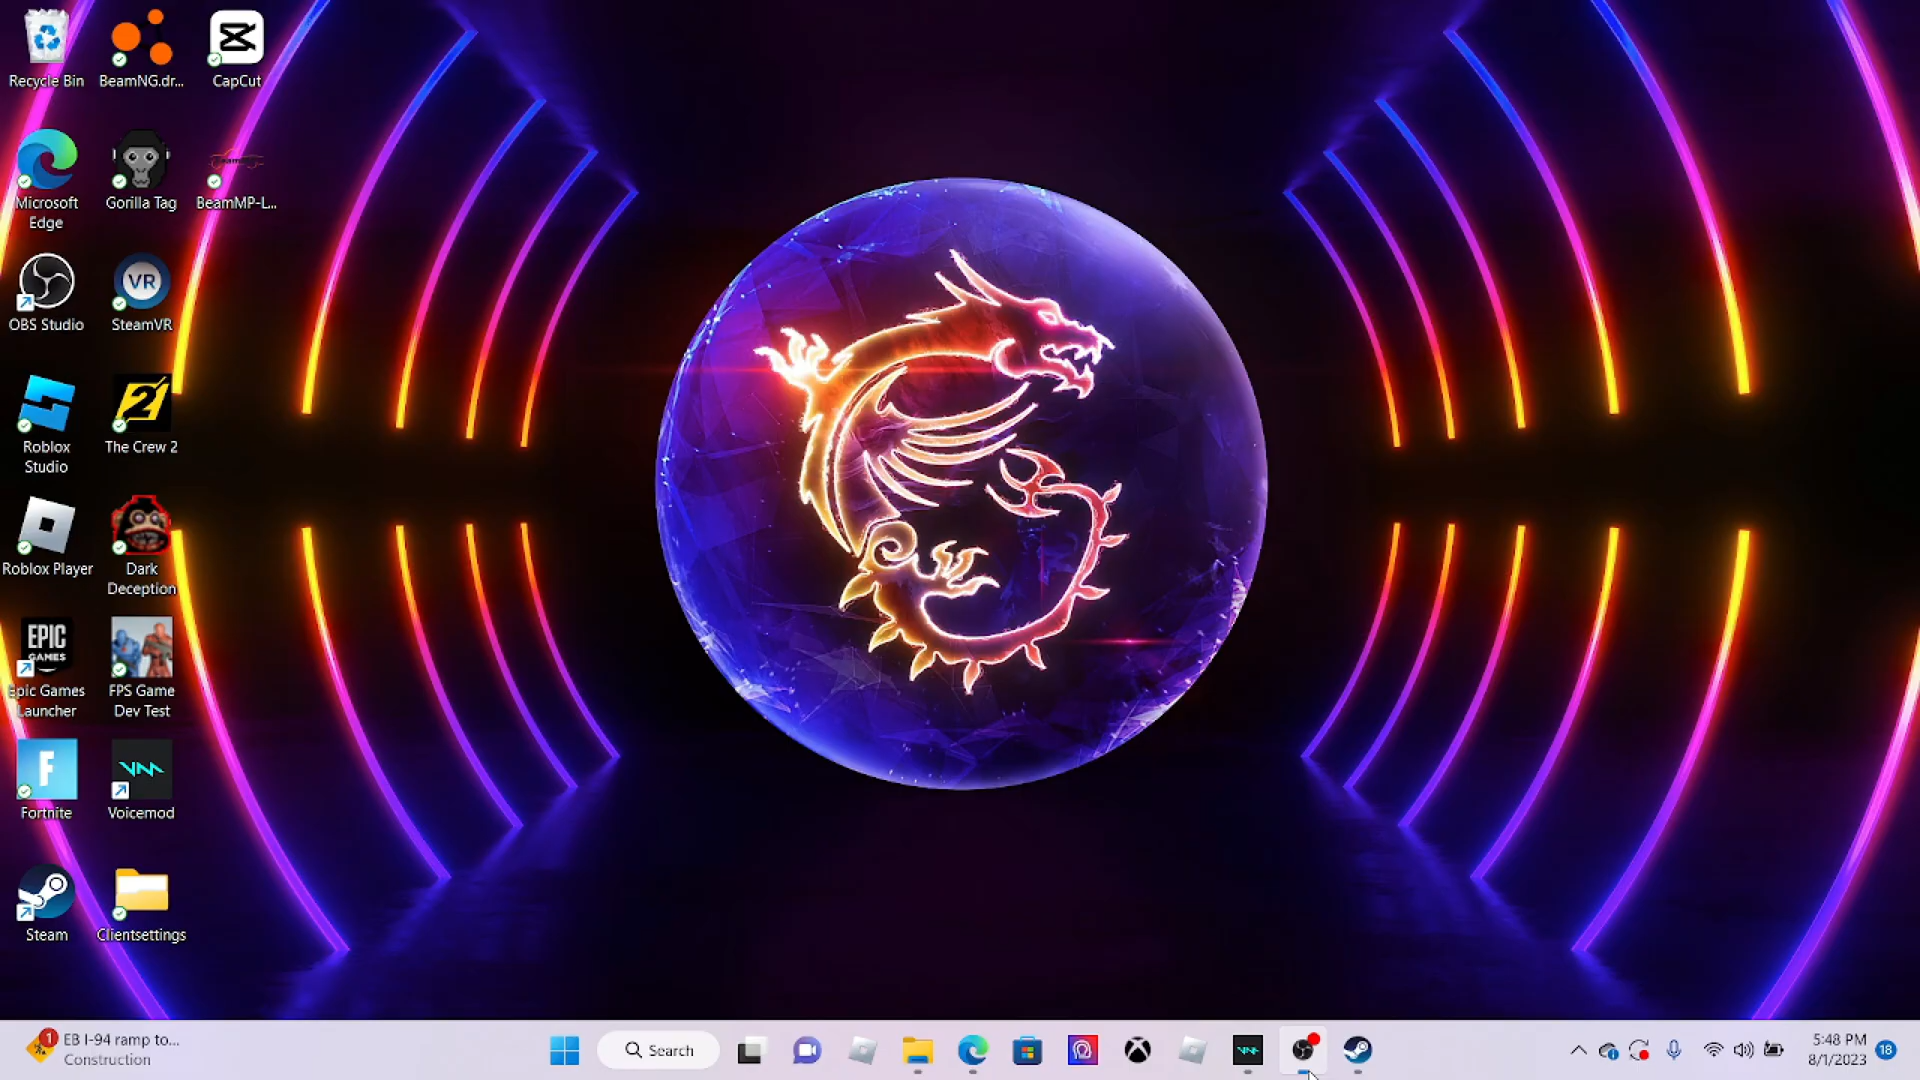 Recycle Bin
BeamNG.dr...
CapCut
Microsoft
Edge
Gorilla Tag
BeamMP-L...
OBS Studio
VR
SteamVR
Roblox
Studio
2
The Crew 2
Roblox Player
Dark
Deception
EPIC
GAMES
Epic Games
Launcher
FPS Game
Dev Test
F
Fortnite
Voicemod
Steam
Clientsettings
1
EB I-94 ramp to...
Construction
Search
5:48 PM
8/1/2023
18